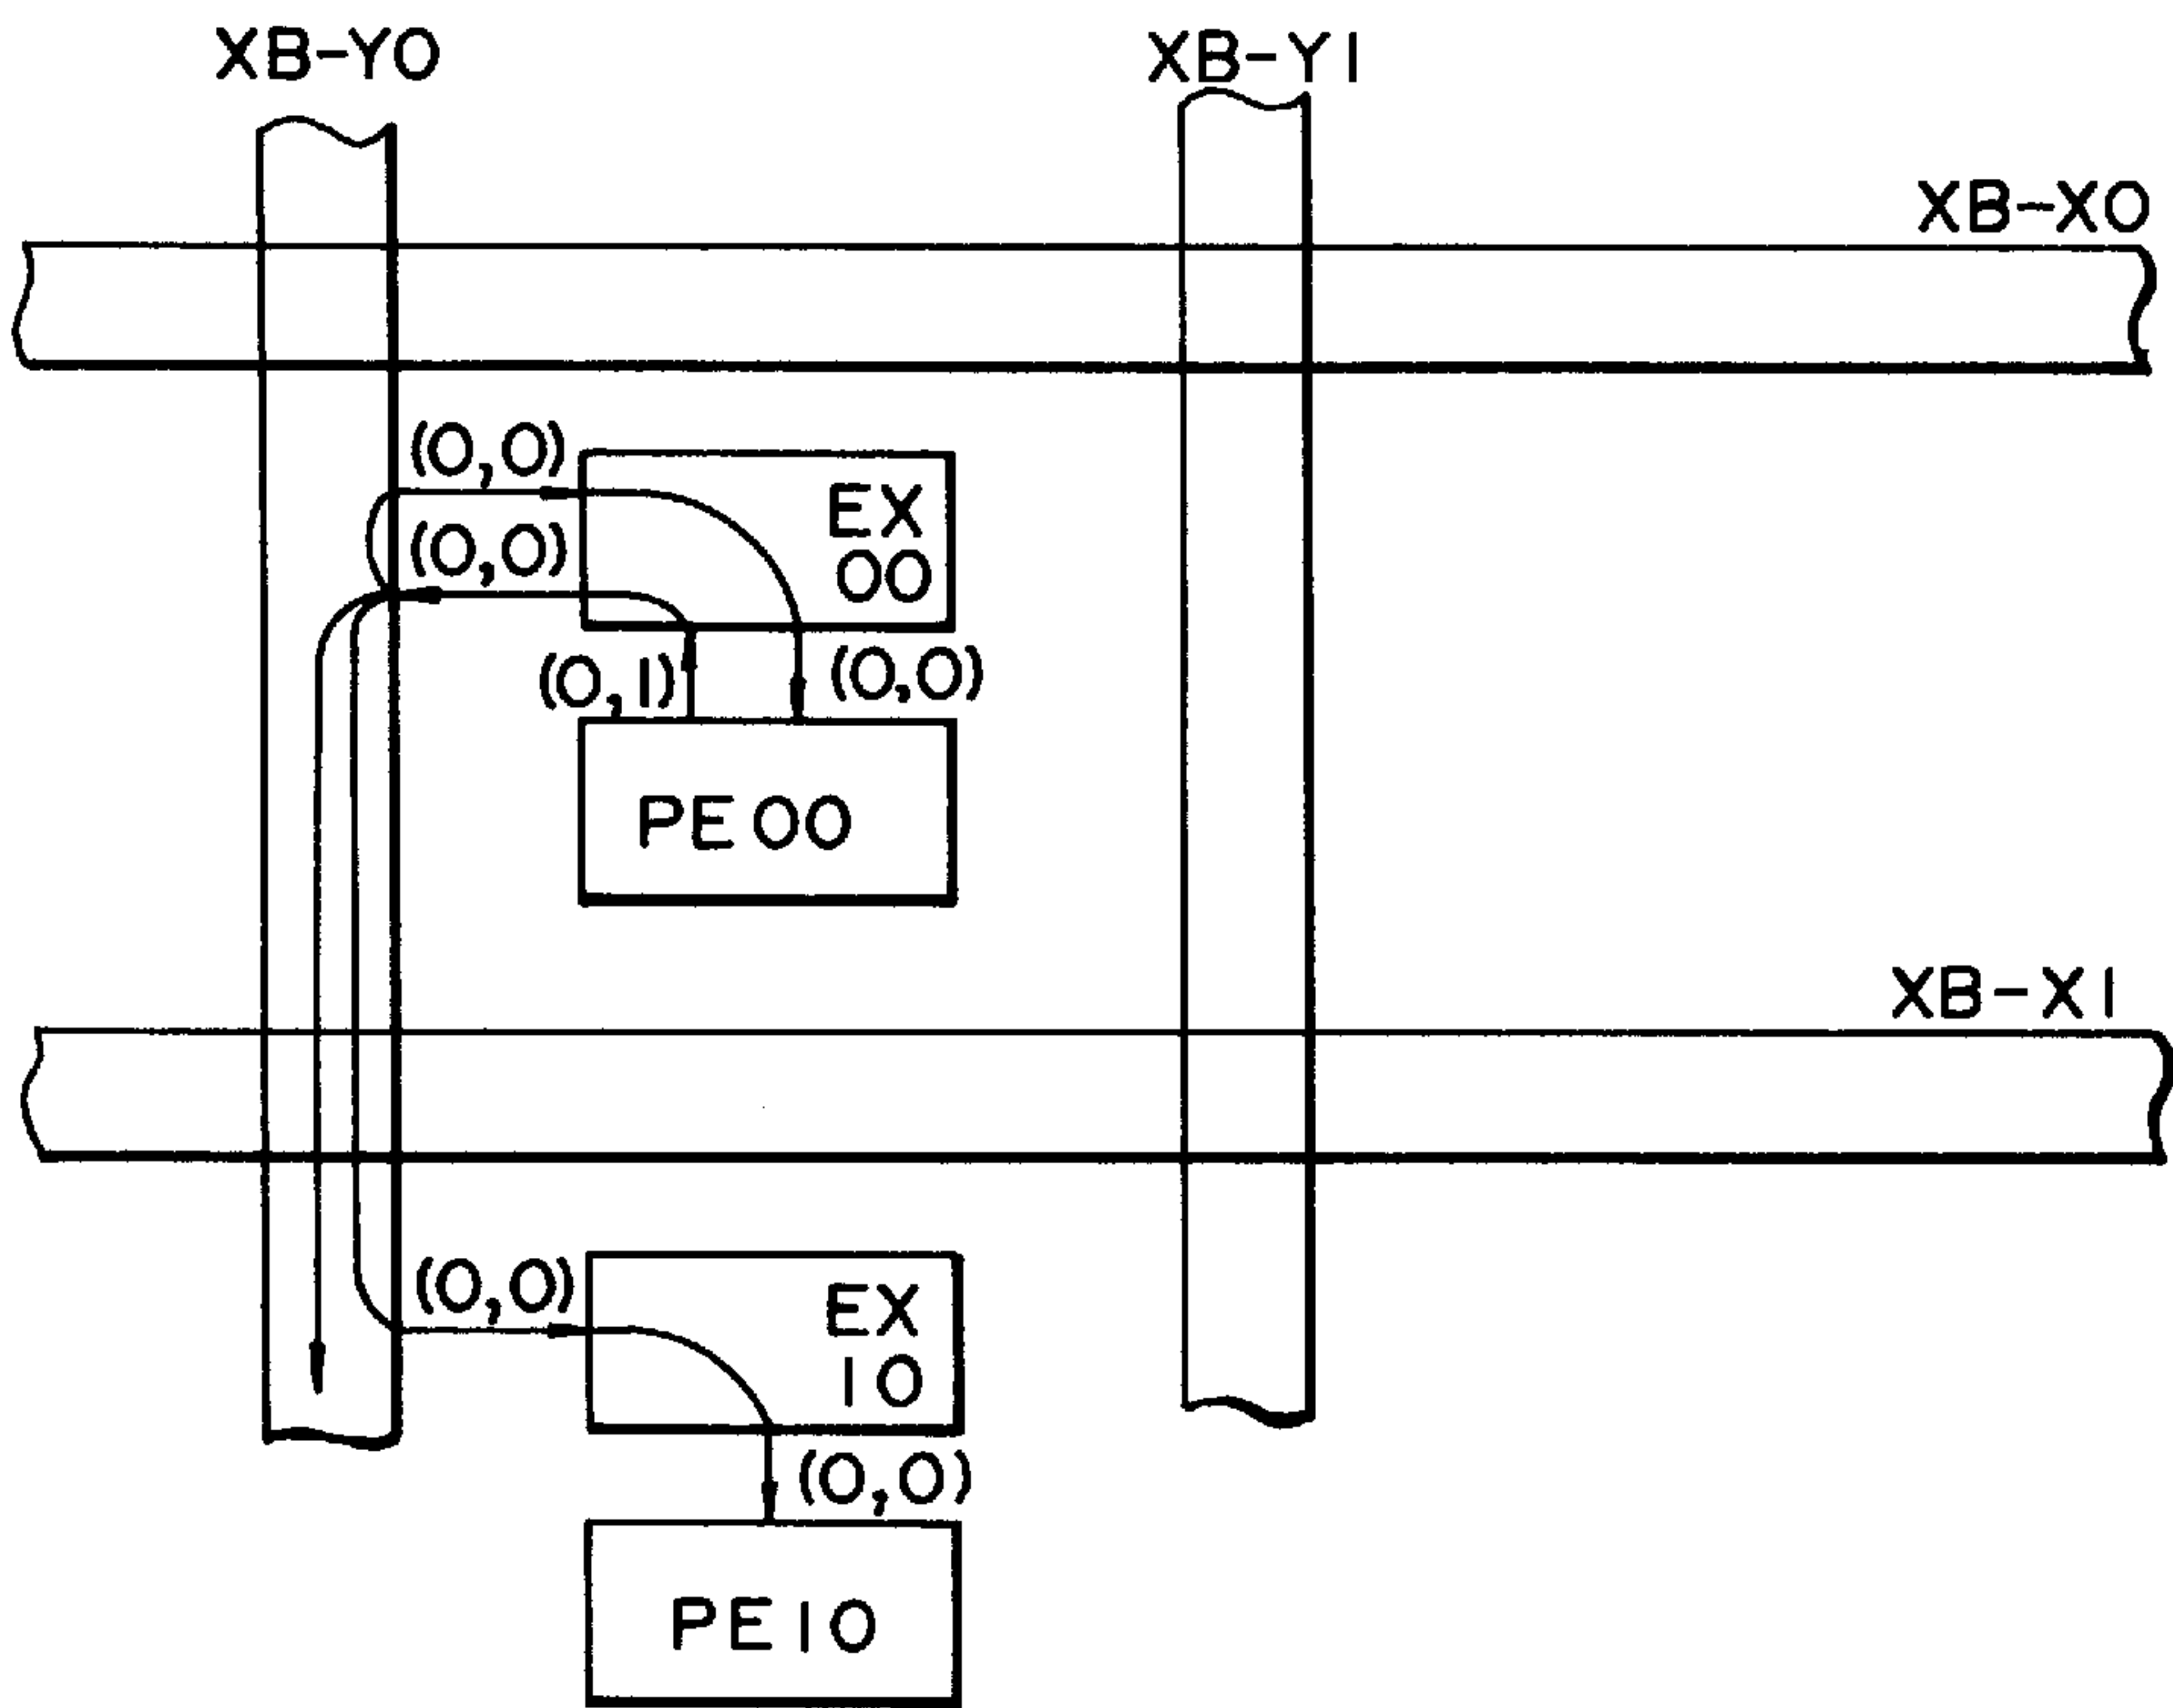 XB-Y0
XB-Y1
XB-X0
(0,0)
EX
00
(0,0)
(0,1)
(0,0)
PE00
XB-X1
(0,0)
EX
10
(0,0)
PE10